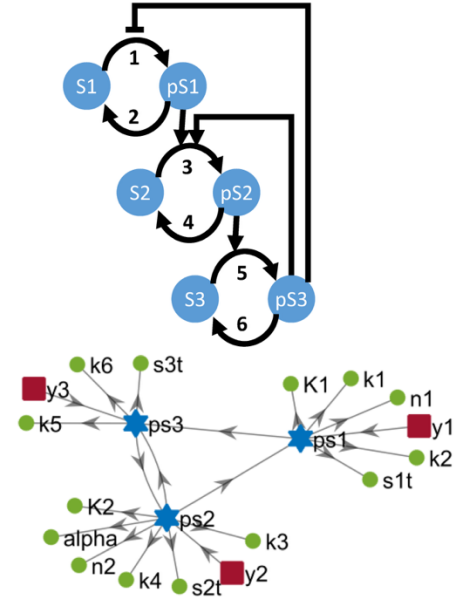 1
S1 pS1
2
3
S2 pS2
4
5
S3 pS3
6
k6 s3t
y3
k5 ps3
K1 k1
n1
y1
ps1
k2
s1t
K2 ps2
alpha
n2 k4 s2t y2 k3